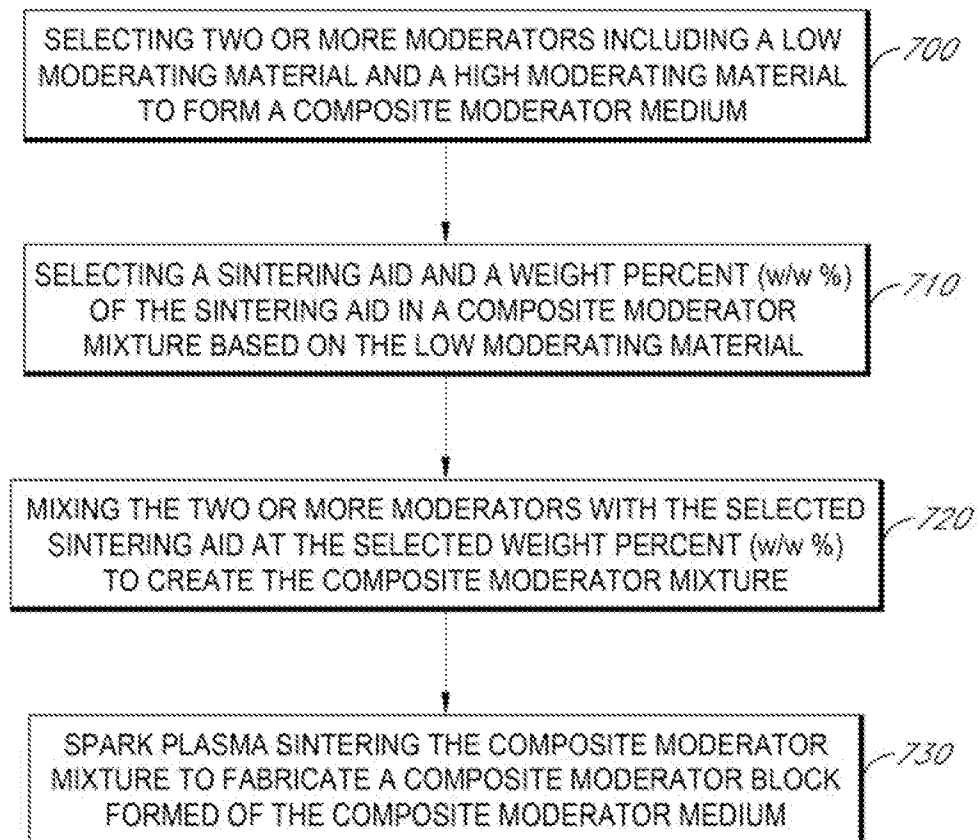 SELECTING TWO OR MORE MODERATORS INCLUDING A LOW
MODERATING MATERIAL AND A HIGH MODERATING MATERIAL
TO FORM A COMPOSITE MODERATOR MEDIUM
700
SELECTING A SINTERING AID AND A WEIGHT PERCENT (w/w %)
OF THE SINTERING AID IN A COMPOSITE MODERATOR
MIXTURE BASED ON THE LOW MODERATING MATERIAL
710
MIXING THE TWO OR MORE MODERATORS WITH THE SELECTED
SINTERING AID AT THE SELECTED WEIGHT PERCENT (w/w %)
TO CREATE THE COMPOSITE MODERATOR MIXTURE
720
SPARK PLASMA SINTERING THE COMPOSITE MODERATOR
MIXTURE TO FABRICATE A COMPOSITE MODERATOR BLOCK
FORMED OF THE COMPOSITE MODERATOR MEDIUM
730